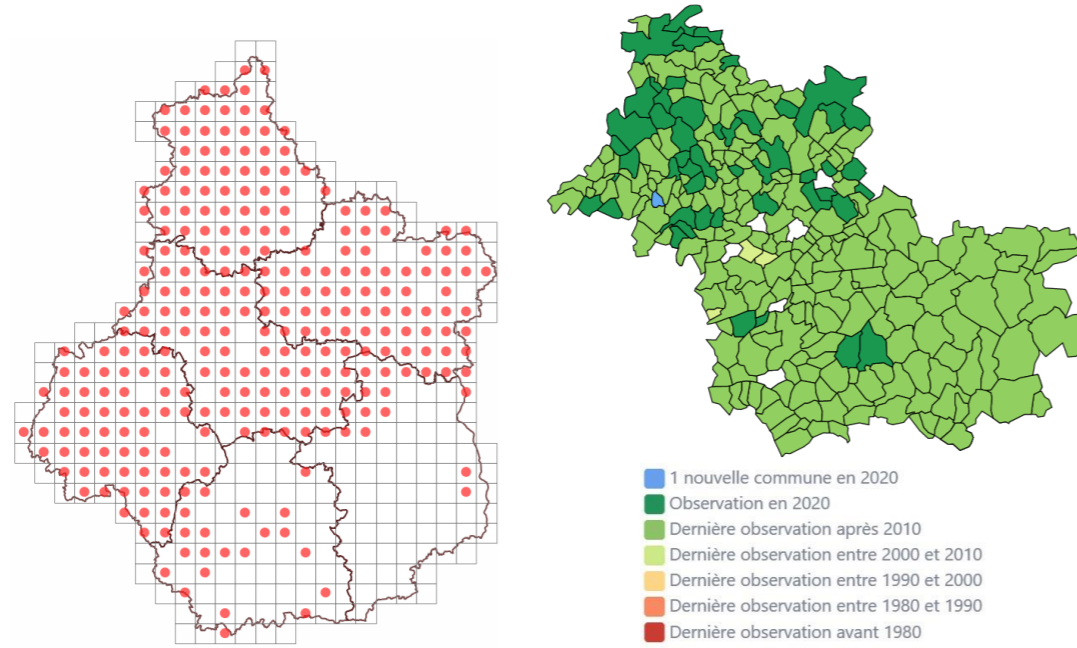 1 nouvelle commune en 2020
Observation en 2020
Dernière observation après 2010
Dernière observation entre 2000 et 2010
Dernière observation entre 1990 et 2000
Dernière observation entre 1980 et 1990
Dernière observation avant 1980